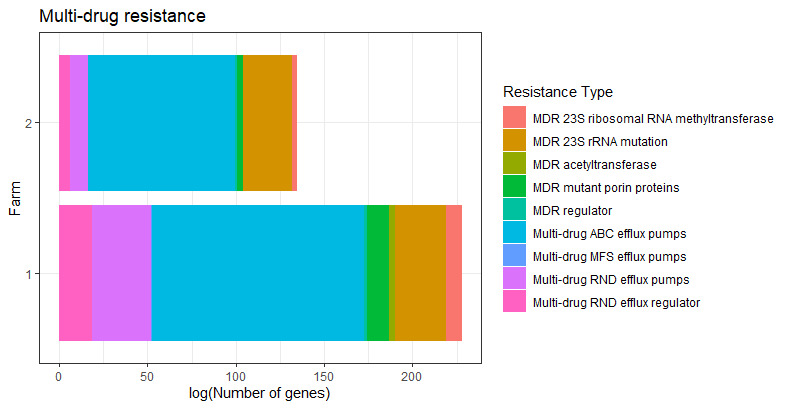 Multi-drug resistance
2
1
Farm
0 50 100 150 200
log(Number of genes)
Resistance Type
MDR 23S ribosomal RNA methyltransferase
MDR 23S rRNA mutation
MDR acetyltransferase
MDR mutant porin proteins
MDR regulator
Multi-drug ABC efflux pumps
Multi-drug MFS efflux pumps
Multi-drug RND efflux pumps
Multi-drug RND efflux regulator